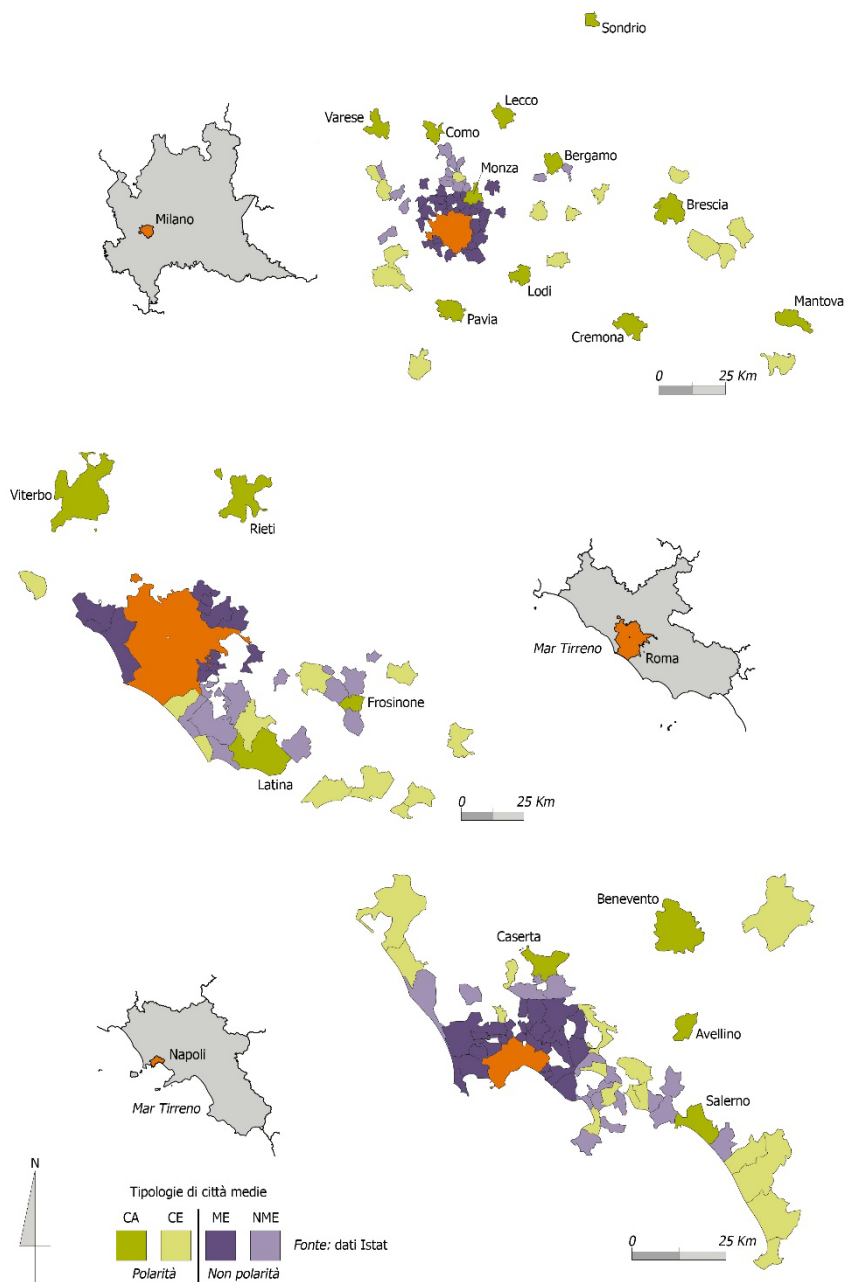 Sondrio
Lecco
Varese
Como
Bergamo
Monza
Milano
Brescia
Lodi
Mantova
Pavia
Cremona
0 25 Km
Viterbo
Rieti
Mar Tirreno
Roma
Frosinone
Latina
0 25 Km
Benevento
Caserta
Avellino
Napoli
Salerno
Mar Tirreno
N
Tipologie di città medie
CA CE ME NME
Fonte: dati Istat
Polarità Non polarità
0 25 Km